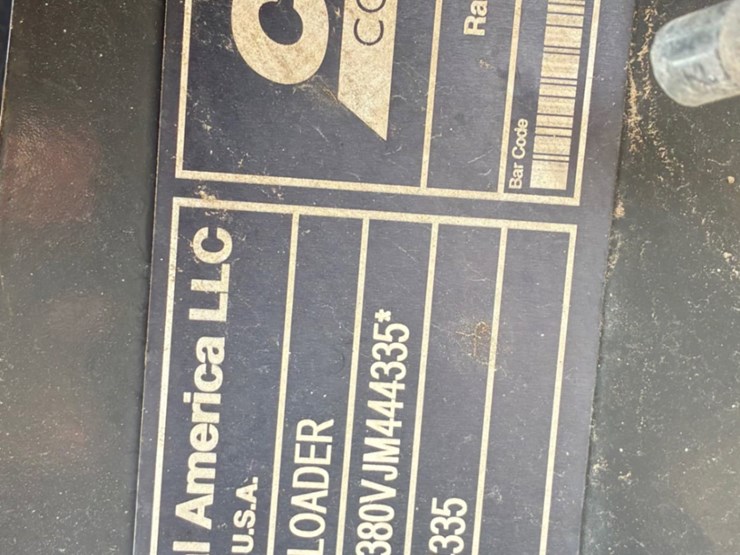 l America LLC
U.S.A.
LOADER
380VJM444335*
335
C
CO
Ra
Bar Code